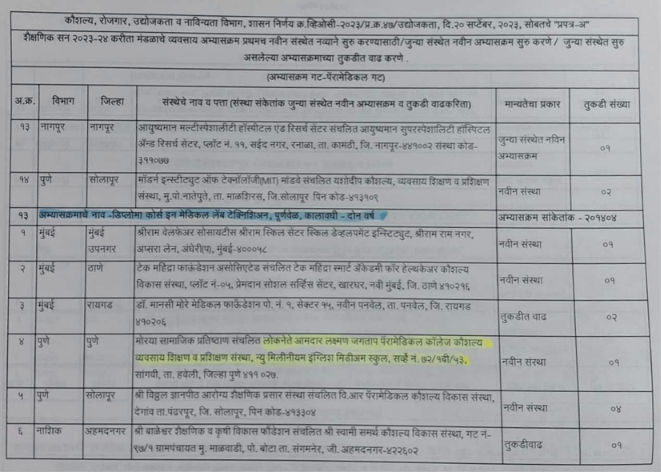 कौशल्य, रोजगार, उद्योजकता व नाविन्यता विभाग, शासन निर्णय क्र.व्हिओसी-२०२३/प्र.क्र.४७/उद्योजकता, दि.२० सप्टेंबर, २०२३, सोबतचे "प्रपत्र-अ"
शैक्षणिक सन २०२३-२४ करीता मंडळाचे व्यवसाय अभ्यासक्रम प्रथमच नवीन संस्थेत नव्याने सुरु करण्यासाठी/जुन्या संस्थेत नवीन अभ्यासक्रम सुरु करणे / जुन्या संस्थेत सुरु
असलेल्या अभ्यासक्रमाच्या तुकडीत वाढ करणे .
(अभ्यासक्रम गट-पॅरामेडिकल गट)
अ.क्र. विभाग जिल्हा संस्थेचे नाव व पत्ता (संस्था संकेतांक जुन्या संस्थेत नवीन अभ्यासक्रम व तुकडी वाढकरिता) मान्यतेचा प्रकार तुकडी संख्या
१३ नागपूर नागपूर आयुष्यमान मल्टीस्पेशालीटी हॉस्पिटल एंड रिसर्च सेंटर संचलित आयुष्यमान सुपरस्पेशालिटी हॉस्पिटल
ॲन्ड रिसर्च सेंटर, प्लॉट नं. ११, सईद नगर, रनाळा, ता. कामठी, जि. नागपूर-४४१००२ संस्था कोड-
३११०७७ जुन्या संस्थेत नविन
अभ्यासक्रम ०१
१४ पुणे सोलापूर मॉडर्न इन्स्टीट्युट ऑफ टेक्नॉलॉजी(MIT) मांडवे संचलित यशोदीप कौशल्य, व्यवसाय शिक्षण व प्रशिक्षण
संस्था, मु.पो.नातेपुते, ता. माळशिरस, जि.सोलापूर पिन कोड-४१३१०९ नवीन संस्था ०२
१३ अभ्यासक्रमाचे नाव -डिप्लोमा कोर्स इन मेडिकल लॅब टेक्निशिअन, पूर्णवेळ, कालावधी - दोन वर्ष अभ्यासक्रम सांकेतांक - २०१४०४
१ मुंबई मुंबई
उपनगर श्रीराम वेलफेअर सोसायटीस श्रीराम स्किल सेंटर स्किल डेव्हलपमेट इन्स्टिट्युट, श्रीराम राम नगर,
अप्सरा लेन, अंधेरी(प), मुंबई-४०००५८ नवीन संस्था ०१
२ मुंबई ठाणे टेक महिंद्रा फाऊंडेशन असोसिएटेड संचलित टेक महिंद्रा स्मार्ट ॲकेडमी फॉर हेल्थकेअर कौशल्य
विकास संस्था, प्लॉट नं-०५, प्रेमदान सोशल सर्व्हिस सेंटर, खारघर, नवी मुंबई, जि. ठाणे ४१०२१६ नवीन संस्था ०१
३ मुंबई रायगड डॉ. मानसी मोरे मेडिकल फाऊंडेशन पो. नं. १, सेक्टर १५, नवीन पनवेल, ता. पनवेल, जि. रायगड
४१०२०६ तुकडीत वाढ ०२
४ पुणे पुणे मोरया सामाजिक प्रतिष्ठाण संचलित लोकनेते आमदार लक्ष्मण जगताप पॅरामेडिकल कॉलेज कौशल्य
व्यवसाय शिक्षण व प्रशिक्षण संस्था, न्यु मिलीनीयम इंग्लिश मिडीअम स्कुल, सर्व्हे नं. ७२/१बी/५३,
सांगवी, ता. हवेली, जिल्हा पुणे ४११ ०२७. नवीन संस्था ०१
५ पुणे सोलापूर श्री विठ्ठल ज्ञानपीठ आरोग्य शैक्षणिक प्रसार संस्था संचलित दि.आर पॅरामेडिकल कौशल्य विकास संस्था,
देगांव ता.पंढरपूर, जि. सोलापूर, पिन कोड-४१३३०४ नवीन संस्था ०४
६ नाशिक अहमदनगर श्री बाळेश्वर शैक्षणिक व कृषी विकास फौंडेशन संचलित श्री स्वामी समर्थ कौशल्य विकास संस्था, गट नं-
९७/१ ग्रामपंचायत मु. माळवाडी, पो. बोटा ता. संगमनेर, जी. अहमदनगर-४२२६०२ तुकडीवाढ ०१